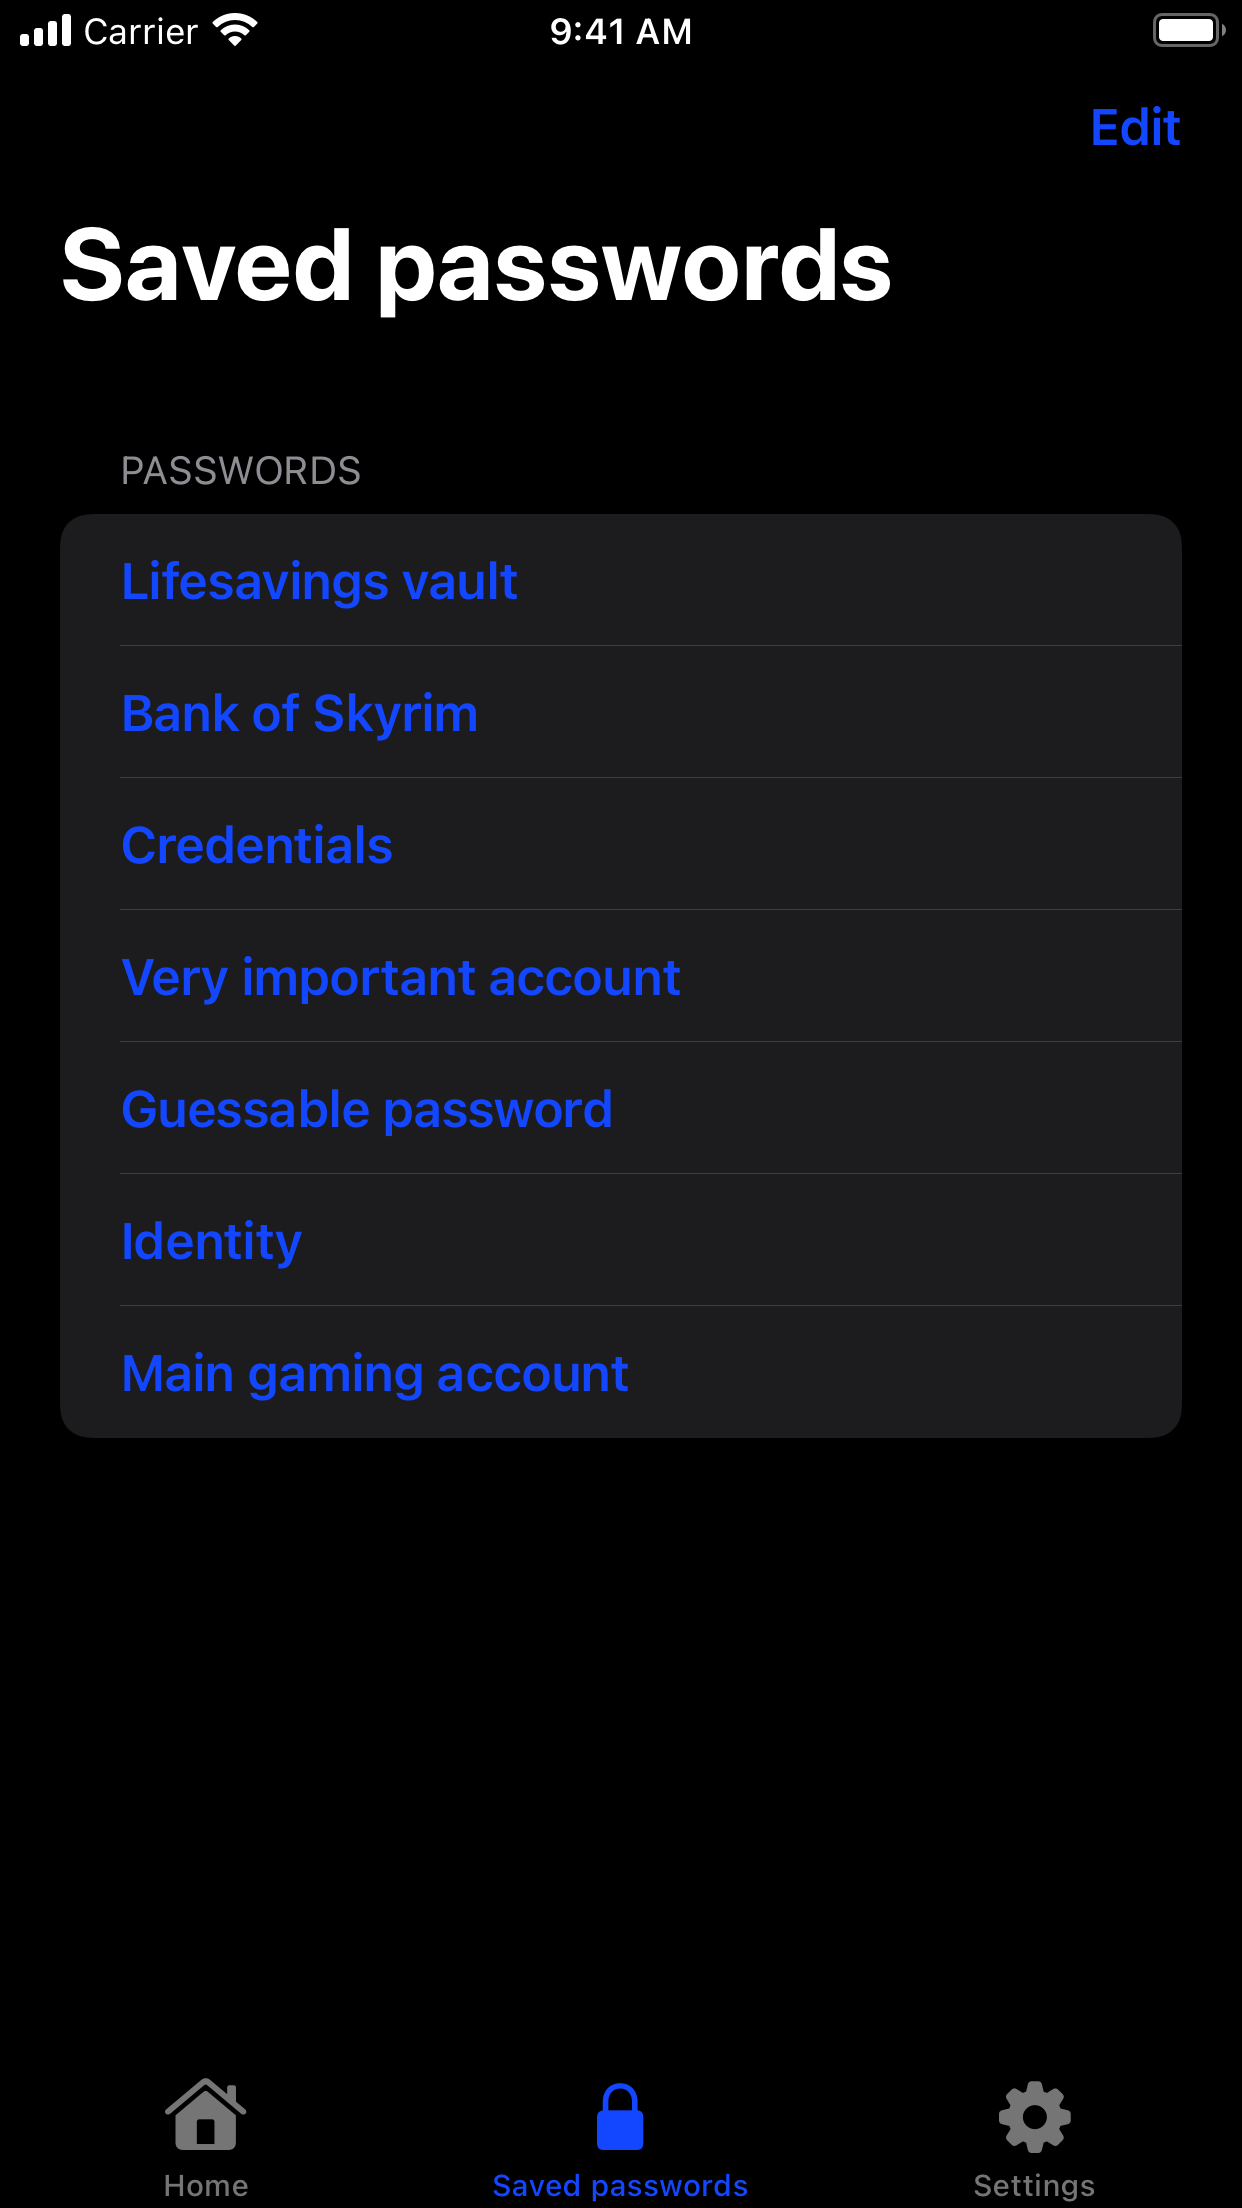 Carrier 9:41 AM
Edit
Saved passwords
PASSWORDS
Lifesavings vault
Bank of Skyrim
Credentials
Very important account
Guessable password
Identity
Main gaming account
Home Saved passwords Settings